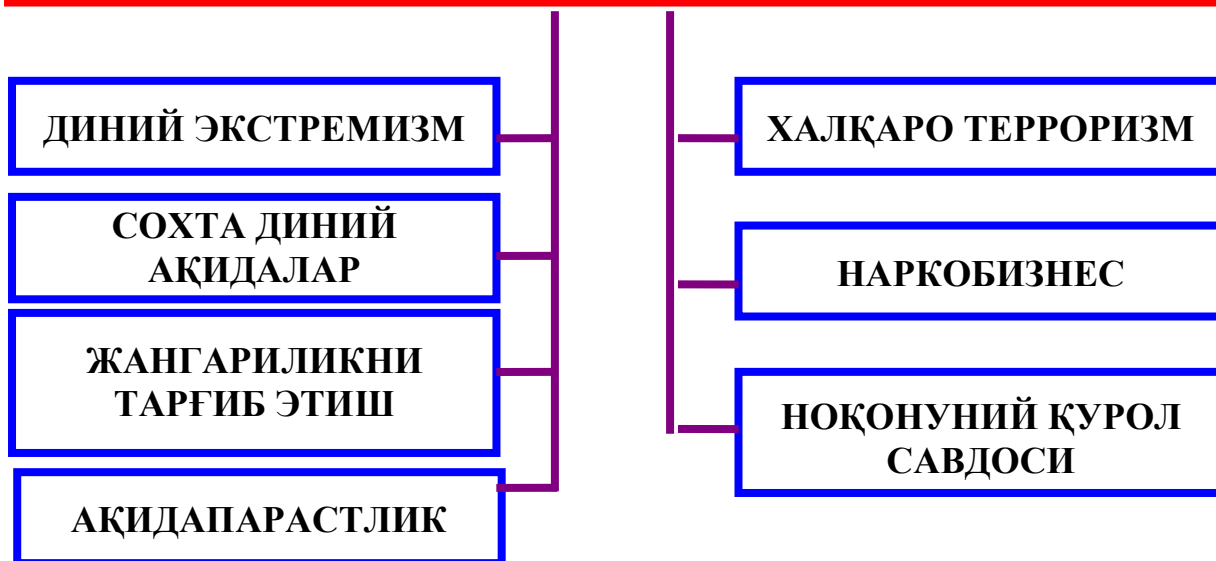 ДИНИЙ ЭКСТРЕМИЗМ
СОХТА ДИНИЙ
АҚИДАЛАР
ЖАНГАРИЛИКНИ
ТАРҒИБ ЭТИШ
АҚИДАПАРАСТЛИК
ХАЛҚАРО ТЕРРОРИЗМ
НАРКОБИЗНЕС
НОҚОНУНИЙ ҚУРОЛ
САВДОСИ